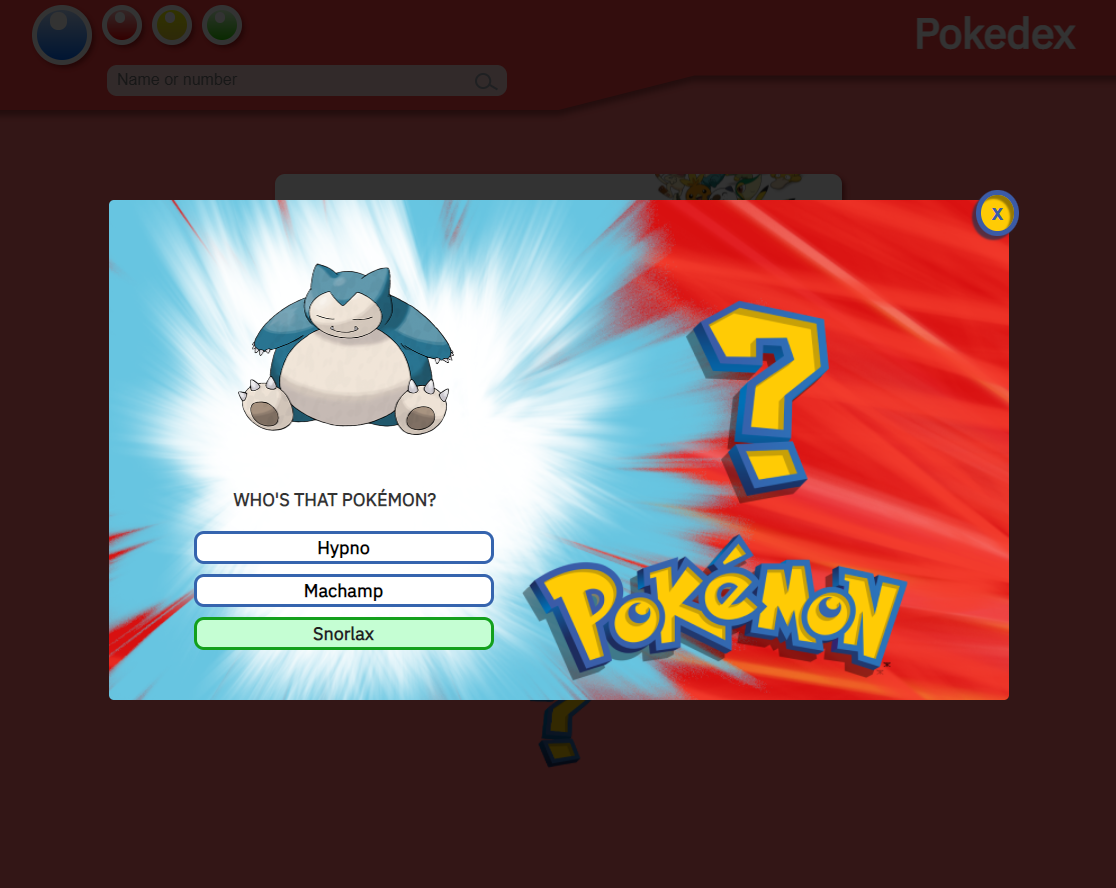 Pokedex
Name or number
X
WHO'S THAT POKÉMON?
Hypno
Machamp
Snorlax
POKéMON